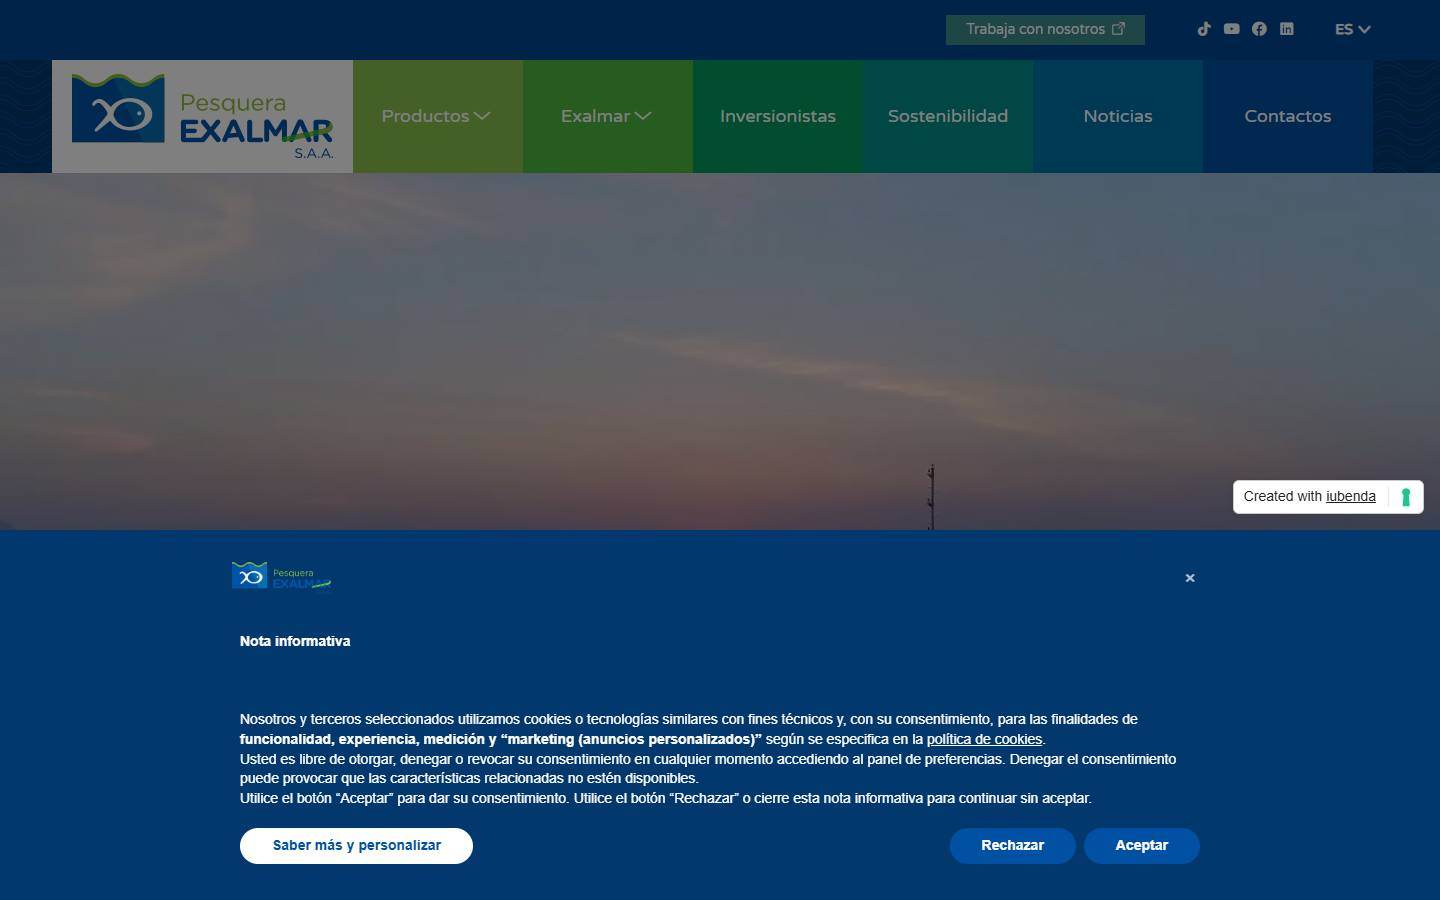 Trabaja con nosotros
ES
Pesquera
EXALMAR
S.A.A.
Productos
Exalmar
Inversionistas
Sostenibilidad
Noticias
Contactos
Created with iubenda
Pesquera
EXALMAR
×
Nota informativa
Nosotros y terceros seleccionados utilizamos cookies o tecnologías similares con fines técnicos y, con su consentimiento, para las finalidades de
funcionalidad, experiencia, medición y “marketing (anuncios personalizados)” según se especifica en la política de cookies.
Usted es libre de otorgar, denegar o revocar su consentimiento en cualquier momento accediendo al panel de preferencias. Denegar el consentimiento
puede provocar que las características relacionadas no estén disponibles.
Utilice el botón “Aceptar” para dar su consentimiento. Utilice el botón “Rechazar” o cierre esta nota informativa para continuar sin aceptar.
Saber más y personalizar
Rechazar
Aceptar